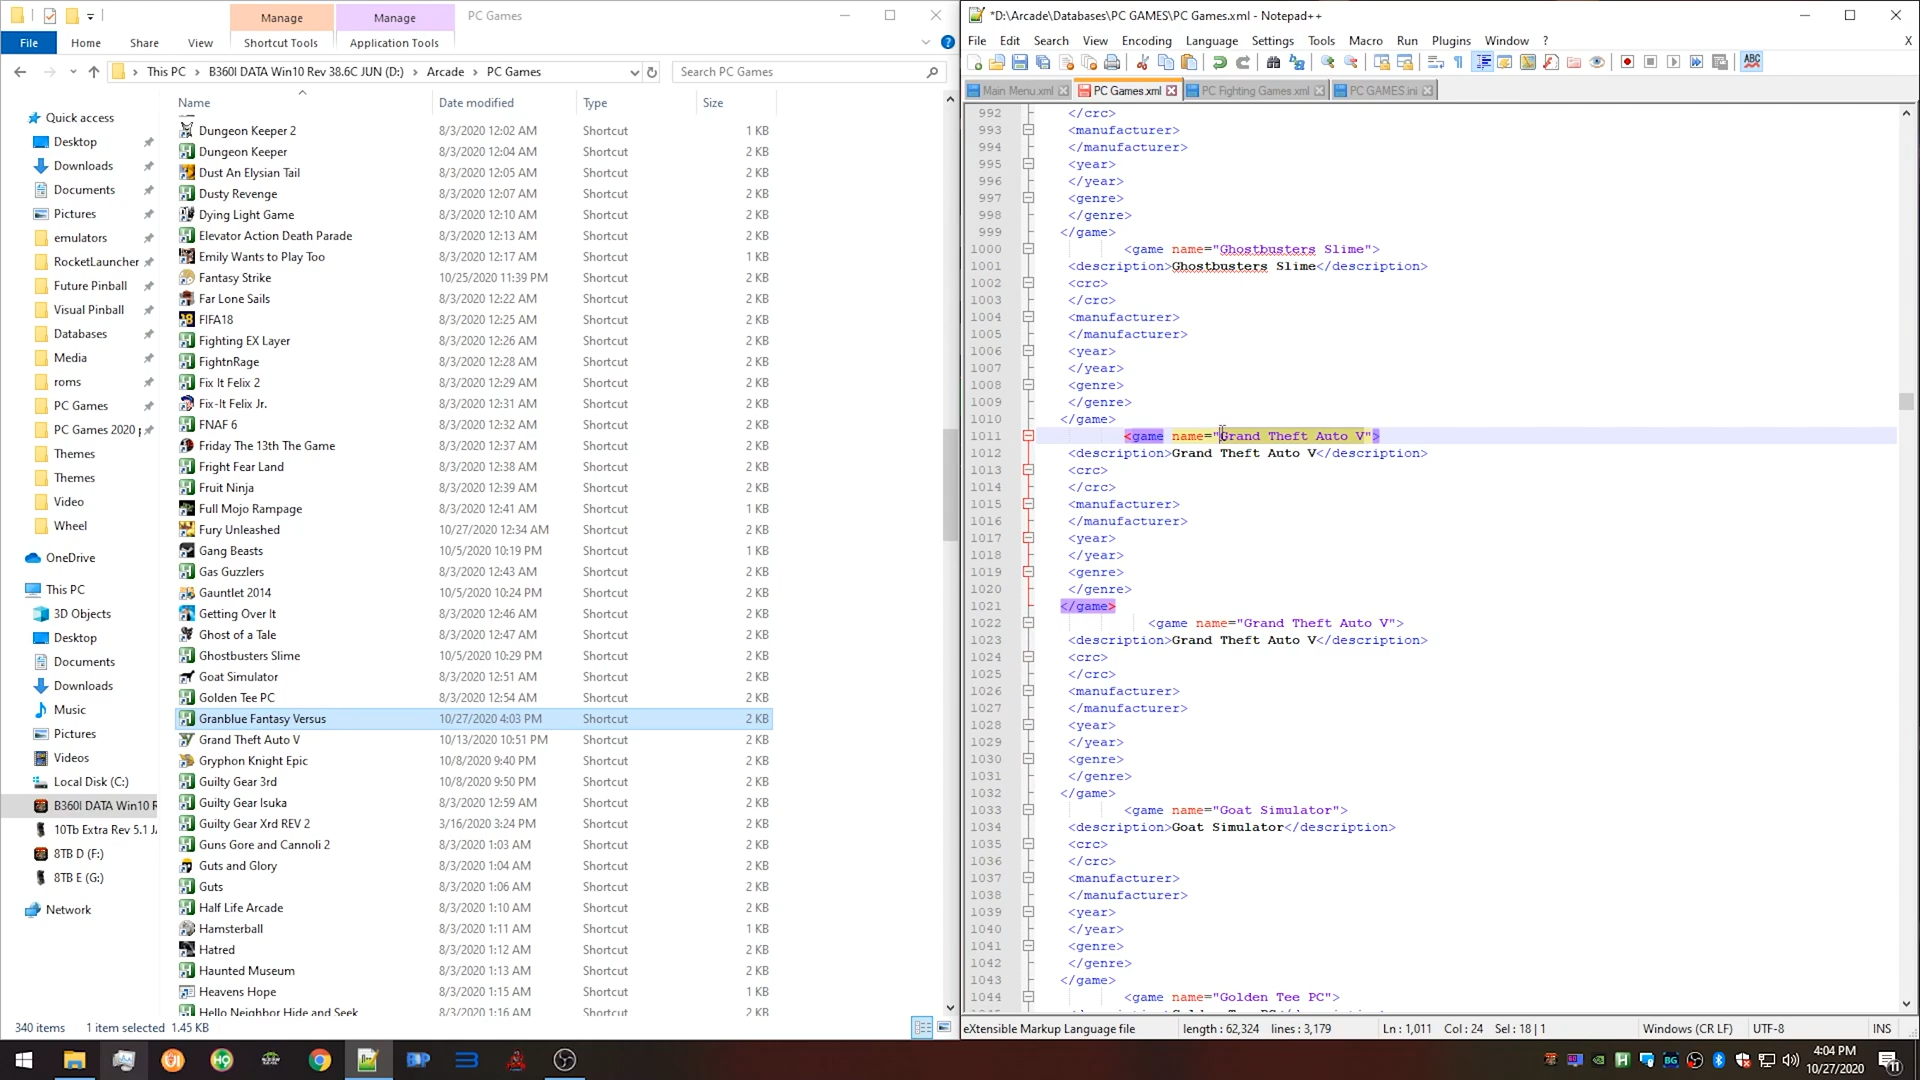 Manage
Manage
PC Games
File
Home
Share
View
Shortcut Tools
Application Tools
This PC › B360I DATA Win10 Rev 38.6C JUN (D:) › Arcade › PC Games
Search PC Games
Name
Date modified
Type
Size
Quick access
Desktop
Downloads
Documents
Pictures
emulators
RocketLauncher
Future Pinball
Visual Pinball
Databases
Media
roms
PC Games
PC Games 2020 p
Themes
Themes
Video
Wheel
OneDrive
This PC
3D Objects
Desktop
Documents
Downloads
Music
Pictures
Videos
Local Disk (C:)
B360I DATA Win10 R
10Tb Extra Rev 5.1 JA
8TB D (F:)
8TB E (G:)
Network
Dungeon Keeper 2 8/3/2020 12:02 AM Shortcut 1 KB
Dungeon Keeper 8/3/2020 12:04 AM Shortcut 2 KB
Dust An Elysian Tail 8/3/2020 12:05 AM Shortcut 2 KB
Dusty Revenge 8/3/2020 12:07 AM Shortcut 2 KB
Dying Light Game 8/3/2020 12:10 AM Shortcut 2 KB
Elevator Action Death Parade 8/3/2020 12:13 AM Shortcut 2 KB
Emily Wants to Play Too 8/3/2020 12:17 AM Shortcut 1 KB
Fantasy Strike 10/25/2020 11:39 PM Shortcut 2 KB
Far Lone Sails 8/3/2020 12:22 AM Shortcut 2 KB
FIFA18 8/3/2020 12:25 AM Shortcut 2 KB
Fighting EX Layer 8/3/2020 12:26 AM Shortcut 2 KB
FightnRage 8/3/2020 12:28 AM Shortcut 2 KB
Fix It Felix 2 8/3/2020 12:29 AM Shortcut 2 KB
Fix-It Felix Jr. 8/3/2020 12:31 AM Shortcut 2 KB
FNAF 6 8/3/2020 12:32 AM Shortcut 2 KB
Friday The 13th The Game 8/3/2020 12:37 AM Shortcut 2 KB
Fright Fear Land 8/3/2020 12:38 AM Shortcut 2 KB
Fruit Ninja 8/3/2020 12:39 AM Shortcut 2 KB
Full Mojo Rampage 8/3/2020 12:41 AM Shortcut 1 KB
Fury Unleashed 10/27/2020 12:34 AM Shortcut 2 KB
Gang Beasts 10/5/2020 10:19 PM Shortcut 1 KB
Gas Guzzlers 8/3/2020 12:43 AM Shortcut 2 KB
Gauntlet 2014 10/5/2020 10:24 PM Shortcut 2 KB
Getting Over It 8/3/2020 12:46 AM Shortcut 2 KB
Ghost of a Tale 8/3/2020 12:47 AM Shortcut 2 KB
Ghostbusters Slime 10/5/2020 10:29 PM Shortcut 2 KB
Goat Simulator 8/3/2020 12:51 AM Shortcut 2 KB
Golden Tee PC 8/3/2020 12:54 AM Shortcut 2 KB
Granblue Fantasy Versus 10/27/2020 4:03 PM Shortcut 2 KB
Grand Theft Auto V 10/13/2020 10:51 PM Shortcut 2 KB
Gryphon Knight Epic 10/8/2020 9:40 PM Shortcut 2 KB
Guilty Gear 3rd 10/8/2020 9:50 PM Shortcut 2 KB
Guilty Gear Isuka 8/3/2020 12:59 AM Shortcut 2 KB
Guilty Gear Xrd REV 2 3/16/2020 3:24 PM Shortcut 2 KB
Guns Gore and Cannoli 2 8/3/2020 1:03 AM Shortcut 2 KB
Guts and Glory 8/3/2020 1:04 AM Shortcut 2 KB
Guts 8/3/2020 1:06 AM Shortcut 2 KB
Half Life Arcade 8/3/2020 1:10 AM Shortcut 2 KB
Hamsterball 8/3/2020 1:11 AM Shortcut 1 KB
Hatred 8/3/2020 1:12 AM Shortcut 2 KB
Haunted Museum 8/3/2020 1:13 AM Shortcut 2 KB
Heavens Hope 8/3/2020 1:15 AM Shortcut 1 KB
Hello Neighbor Hide and Seek 8/3/2020 1:16 AM Shortcut 2 KB
340 items 1 item selected 1.45 KB
*D:\Arcade\Databases\PC GAMES\PC Games.xml - Notepad++
File Edit Search View Encoding Language Settings Tools Macro Run Plugins Window ? X
ABC
Main Menu.xml PC Games.xml PC Fighting Games.xml PC GAMES.ini
992 </crc>
993 <manufacturer>
994 </manufacturer>
995 <year>
996 </year>
997 <genre>
998 </genre>
999 </game>
1000 <game name="Ghostbusters Slime">
1001 <description>Ghostbusters Slime</description>
1002 <crc>
1003 </crc>
1004 <manufacturer>
1005 </manufacturer>
1006 <year>
1007 </year>
1008 <genre>
1009 </genre>
1010 </game>
1011 <game name="Grand Theft Auto V">
1012 <description>Grand Theft Auto V</description>
1013 <crc>
1014 </crc>
1015 <manufacturer>
1016 </manufacturer>
1017 <year>
1018 </year>
1019 <genre>
1020 </genre>
1021 </game>
1022 <game name="Grand Theft Auto V">
1023 <description>Grand Theft Auto V</description>
1024 <crc>
1025 </crc>
1026 <manufacturer>
1027 </manufacturer>
1028 <year>
1029 </year>
1030 <genre>
1031 </genre>
1032 </game>
1033 <game name="Goat Simulator">
1034 <description>Goat Simulator</description>
1035 <crc>
1036 </crc>
1037 <manufacturer>
1038 </manufacturer>
1039 <year>
1040 </year>
1041 <genre>
1042 </genre>
1043 </game>
1044 <game name="Golden Tee PC">
eXtensible Markup Language file length : 62,324 lines : 3,179 Ln : 1,011 Col : 24 Sel : 18 | 1 Windows (CR LF) UTF-8 INS
4:04 PM
10/27/2020
11